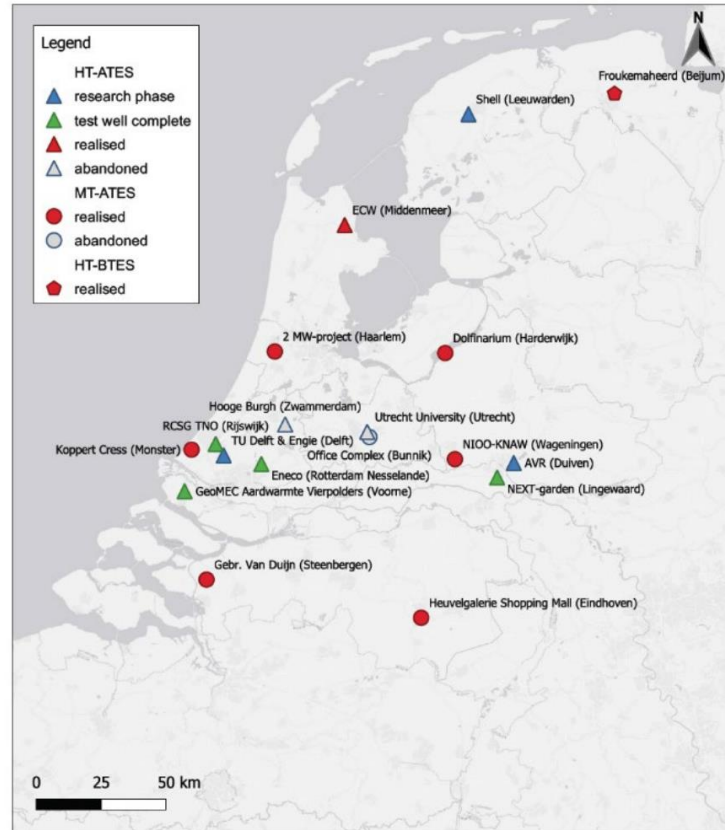 Legend
HT-ATES
research phase
test well complete
realised
abandoned
MT-ATES
realised
abandoned
HT-BTES
realised
N
Froukemaheerd (Beijum)
Shell (Leeuwarden)
ECW (Middenmeer)
2 MW-project (Haarlem)
Dolfinarium (Harderwijk)
Hooge Burgh (Zwammerdam)
Utrecht University (Utrecht)
RCSG TNO (Rijswijk)
TU Delft & Engie (Delft)
Koppert Cress (Monster)
Office Complex (Bunnik)
NIOO-KNAW (Wageningen)
AVR (Duiven)
Eneco (Rotterdam Nesselande)
NEXT-garden (Lingewaard)
GeoMEC Aardwarmte Vierpolders (Voorne)
Gebr. Van Duijn (Steenbergen)
Heuvelgalerie Shopping Mall (Eindhoven)
0 25 50 km